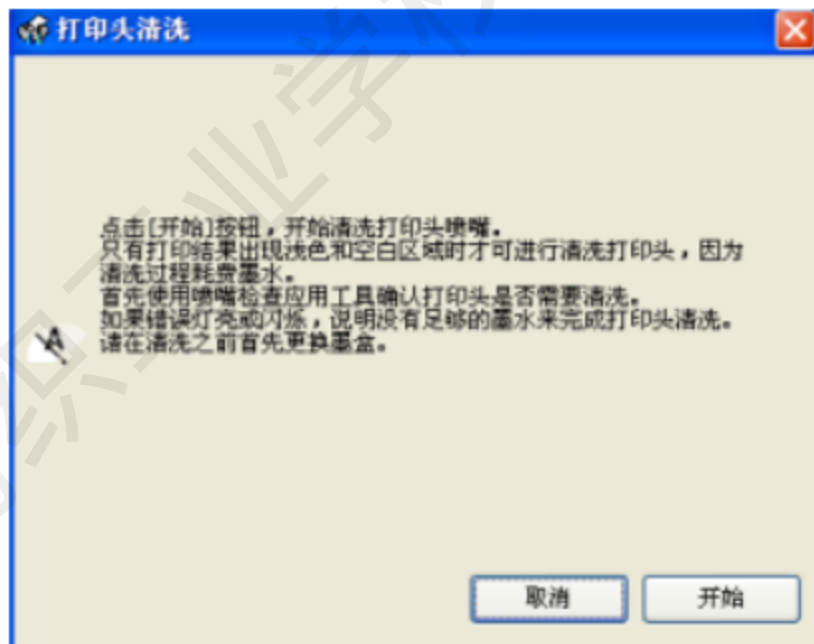 打印头清洗
点击[开始]按钮，开始清洗打印头喷嘴。
只有打印结果出现浅色和空白区域时才可进行清洗打印头，因为
清洗过程耗费墨水。
首先使用喷嘴检查应用工具确认打印头是否需要清洗。
如果错误灯亮或闪烁，说明没有足够的墨水来完成打印头清洗。
请在清洗之前首先更换墨盒。
取消
开始